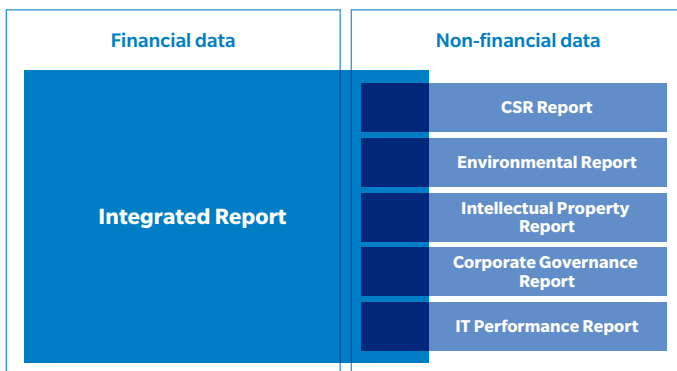 Financial data
Non-financial data
Integrated Report
CSR Report
Environmental Report
Intellectual Property
Report
Corporate Governance
Report
IT Performance Report